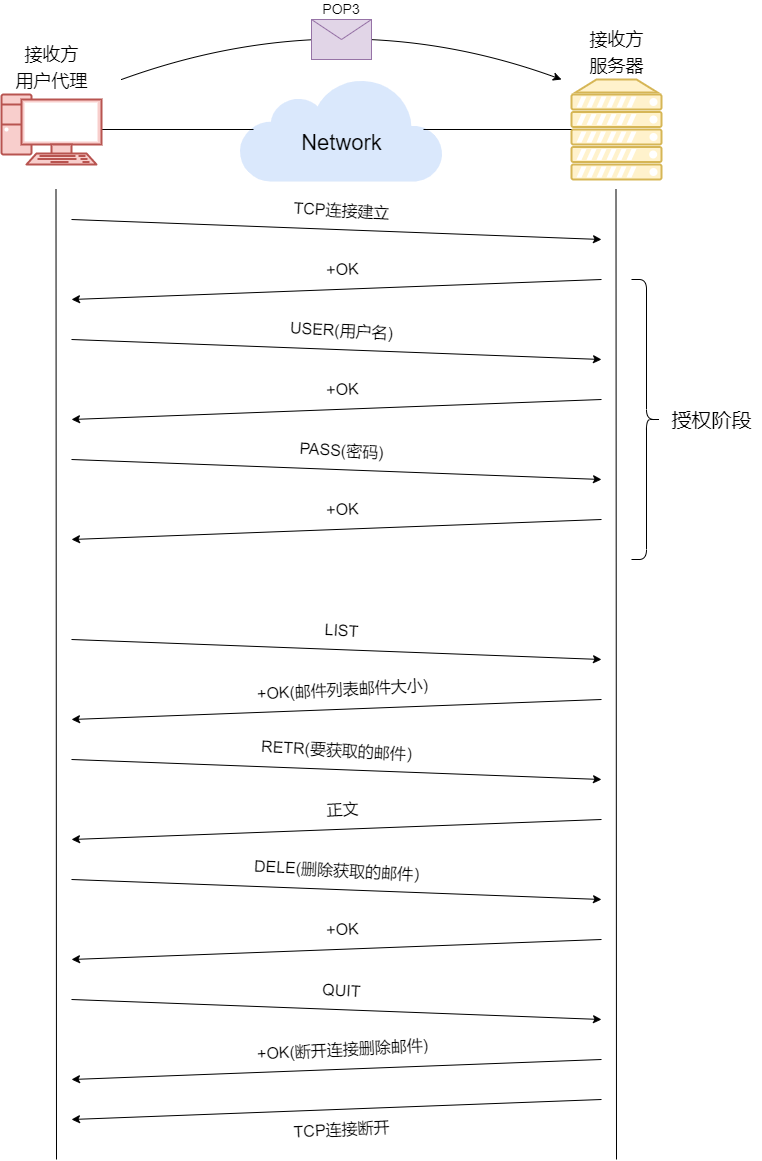 POP3
接收方
用户代理
接收方
服务器
Network
TCP连接建立
+OK
USER(用户名)
+OK
授权阶段
PASS(密码)
+OK
LIST
+OK(邮件列表邮件大小)
RETR(要获取的邮件)
正文
DELE(删除获取的邮件)
+OK
QUIT
+OK(断开连接删除邮件)
TCP连接断开